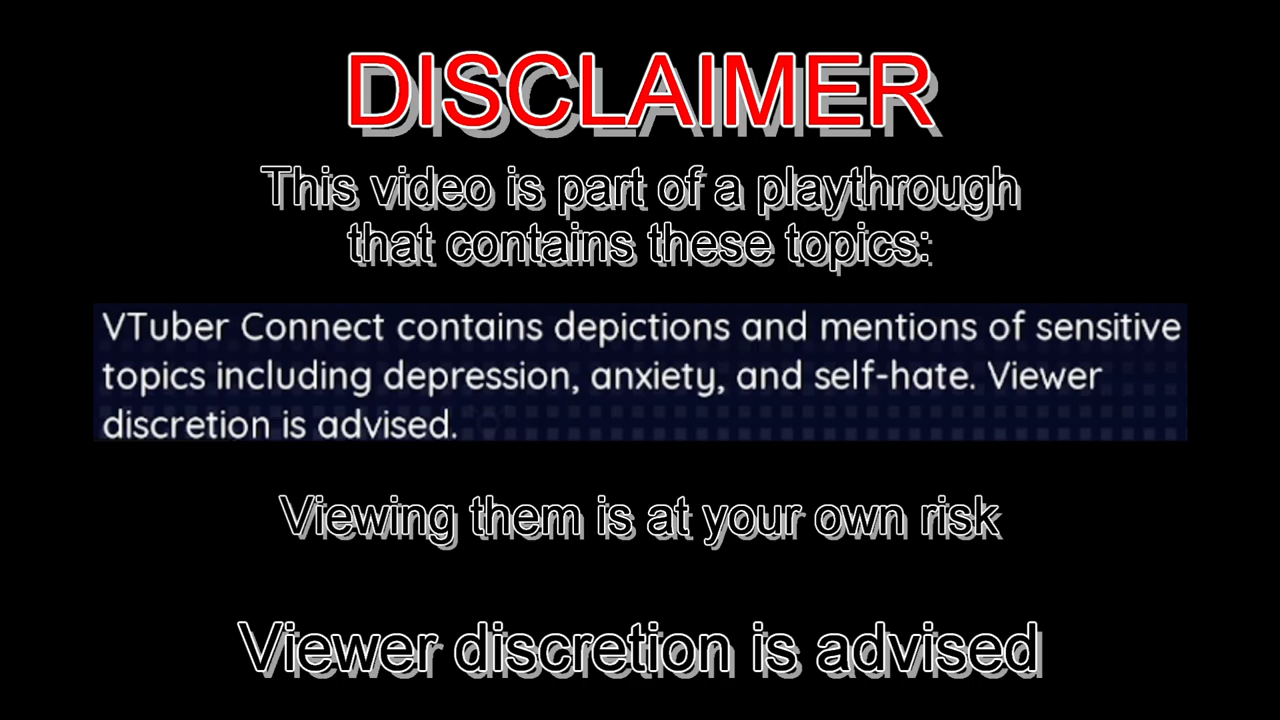 DISCLAIMER
This video is part of a playthrough
that contains these topics:
VTuber Connect contains depictions and mentions of sensitive
topics including depression, anxiety, and self-hate. Viewer
discretion is advised.
Viewing them is at your own risk
Viewer discretion is advised